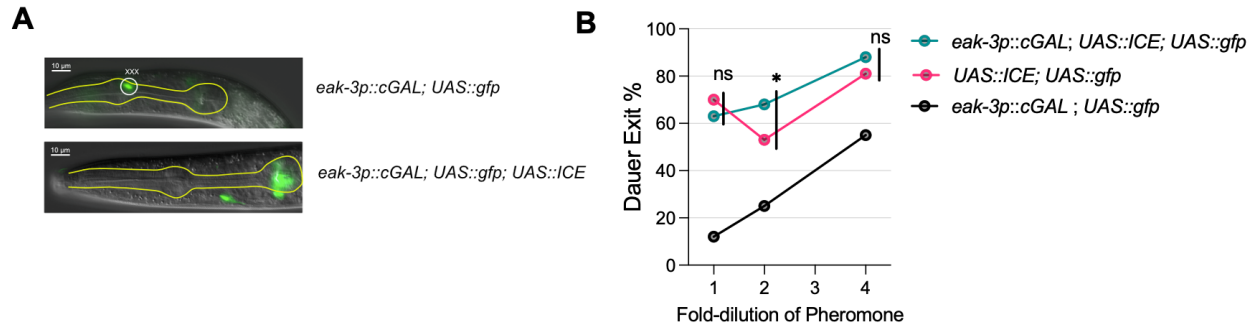 A
10 µm
XXX
eak-3p::cGAL; UAS::gfp
10 µm
eak-3p::cGAL; UAS::gfp; UAS::ICE
B
100
80
60
40
20
0
Dauer Exit %
ns
*
ns
1
2
3
4
Fold-dilution of Pheromone
eak-3p::cGAL; UAS::ICE; UAS::gfp
UAS::ICE; UAS::gfp
eak-3p::cGAL ; UAS::gfp